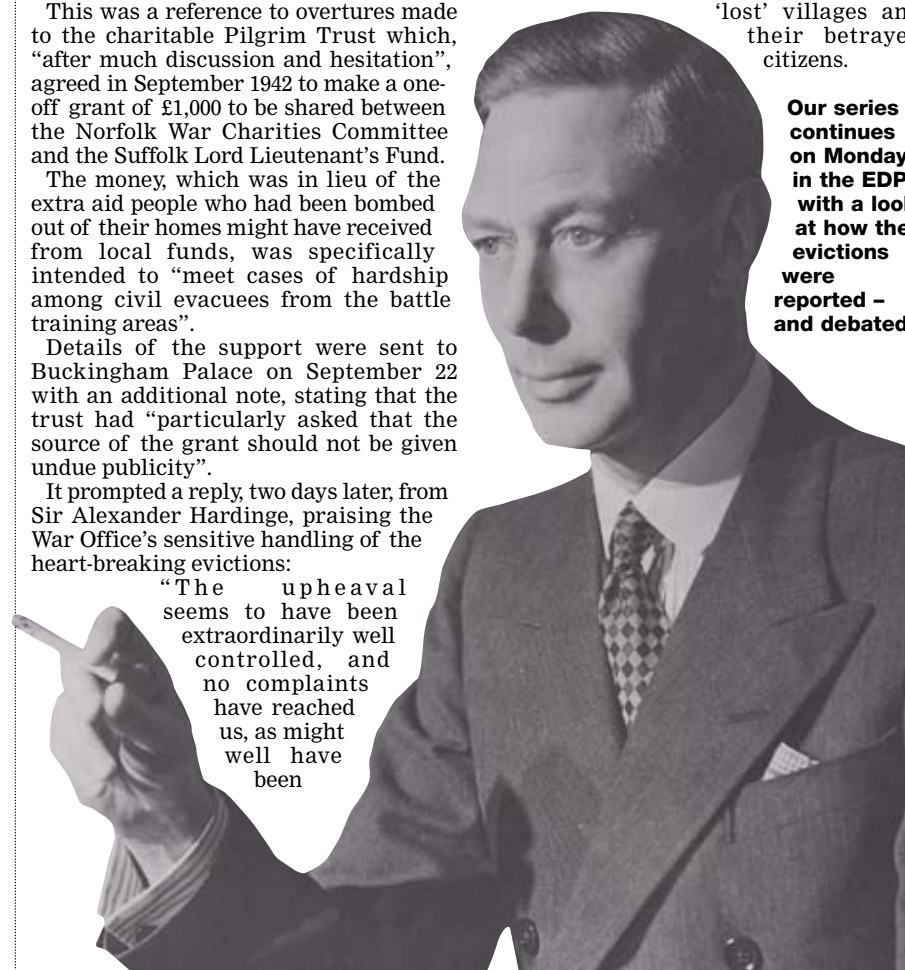 This was a reference to overtures made
to the charitable Pilgrim Trust which,
“after much discussion and hesitation”,
agreed in September 1942 to make a one-
off grant of £1,000 to be shared between
the Norfolk War Charities Committee
and the Suffolk Lord Lieutenant’s Fund.
The money, which was in lieu of the
extra aid people who had been bombed
out of their homes might have received
from local funds, was specifically
intended to “meet cases of hardship
among civil evacuees from the battle
training areas”.
Details of the support were sent to
Buckingham Palace on September 22
with an additional note, stating that the
trust had “particularly asked that the
source of the grant should not be given
undue publicity”.
It prompted a reply, two days later, from
Sir Alexander Hardinge, praising the
War Office’s sensitive handling of the
heart-breaking evictions:
“The upheaval
seems to have been
extraordinarily well
controlled, and
no complaints
have reached
us, as might
well have
been
‘lost’ villages an
their betraye
citizens.
Our series
continues
on Monday
in the EDP
with a loo
at how the
evictions
were
reported –
and debated